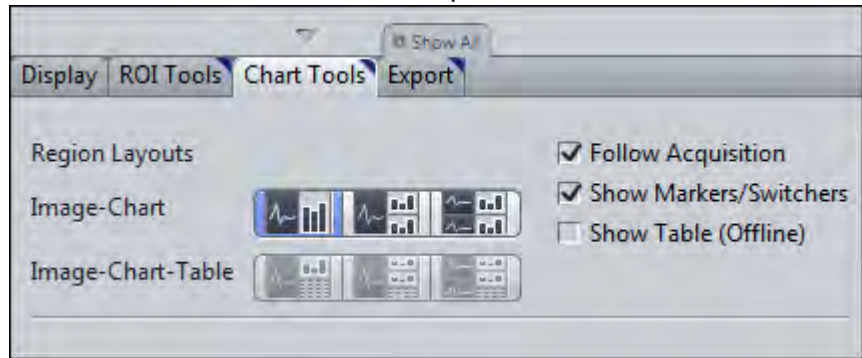 Show All
Display ROI Tools Chart Tools Export
Region Layouts
Follow Acquisition
Image-Chart
Show Markers/Switchers
Show Table (Offline)
Image-Chart-Table